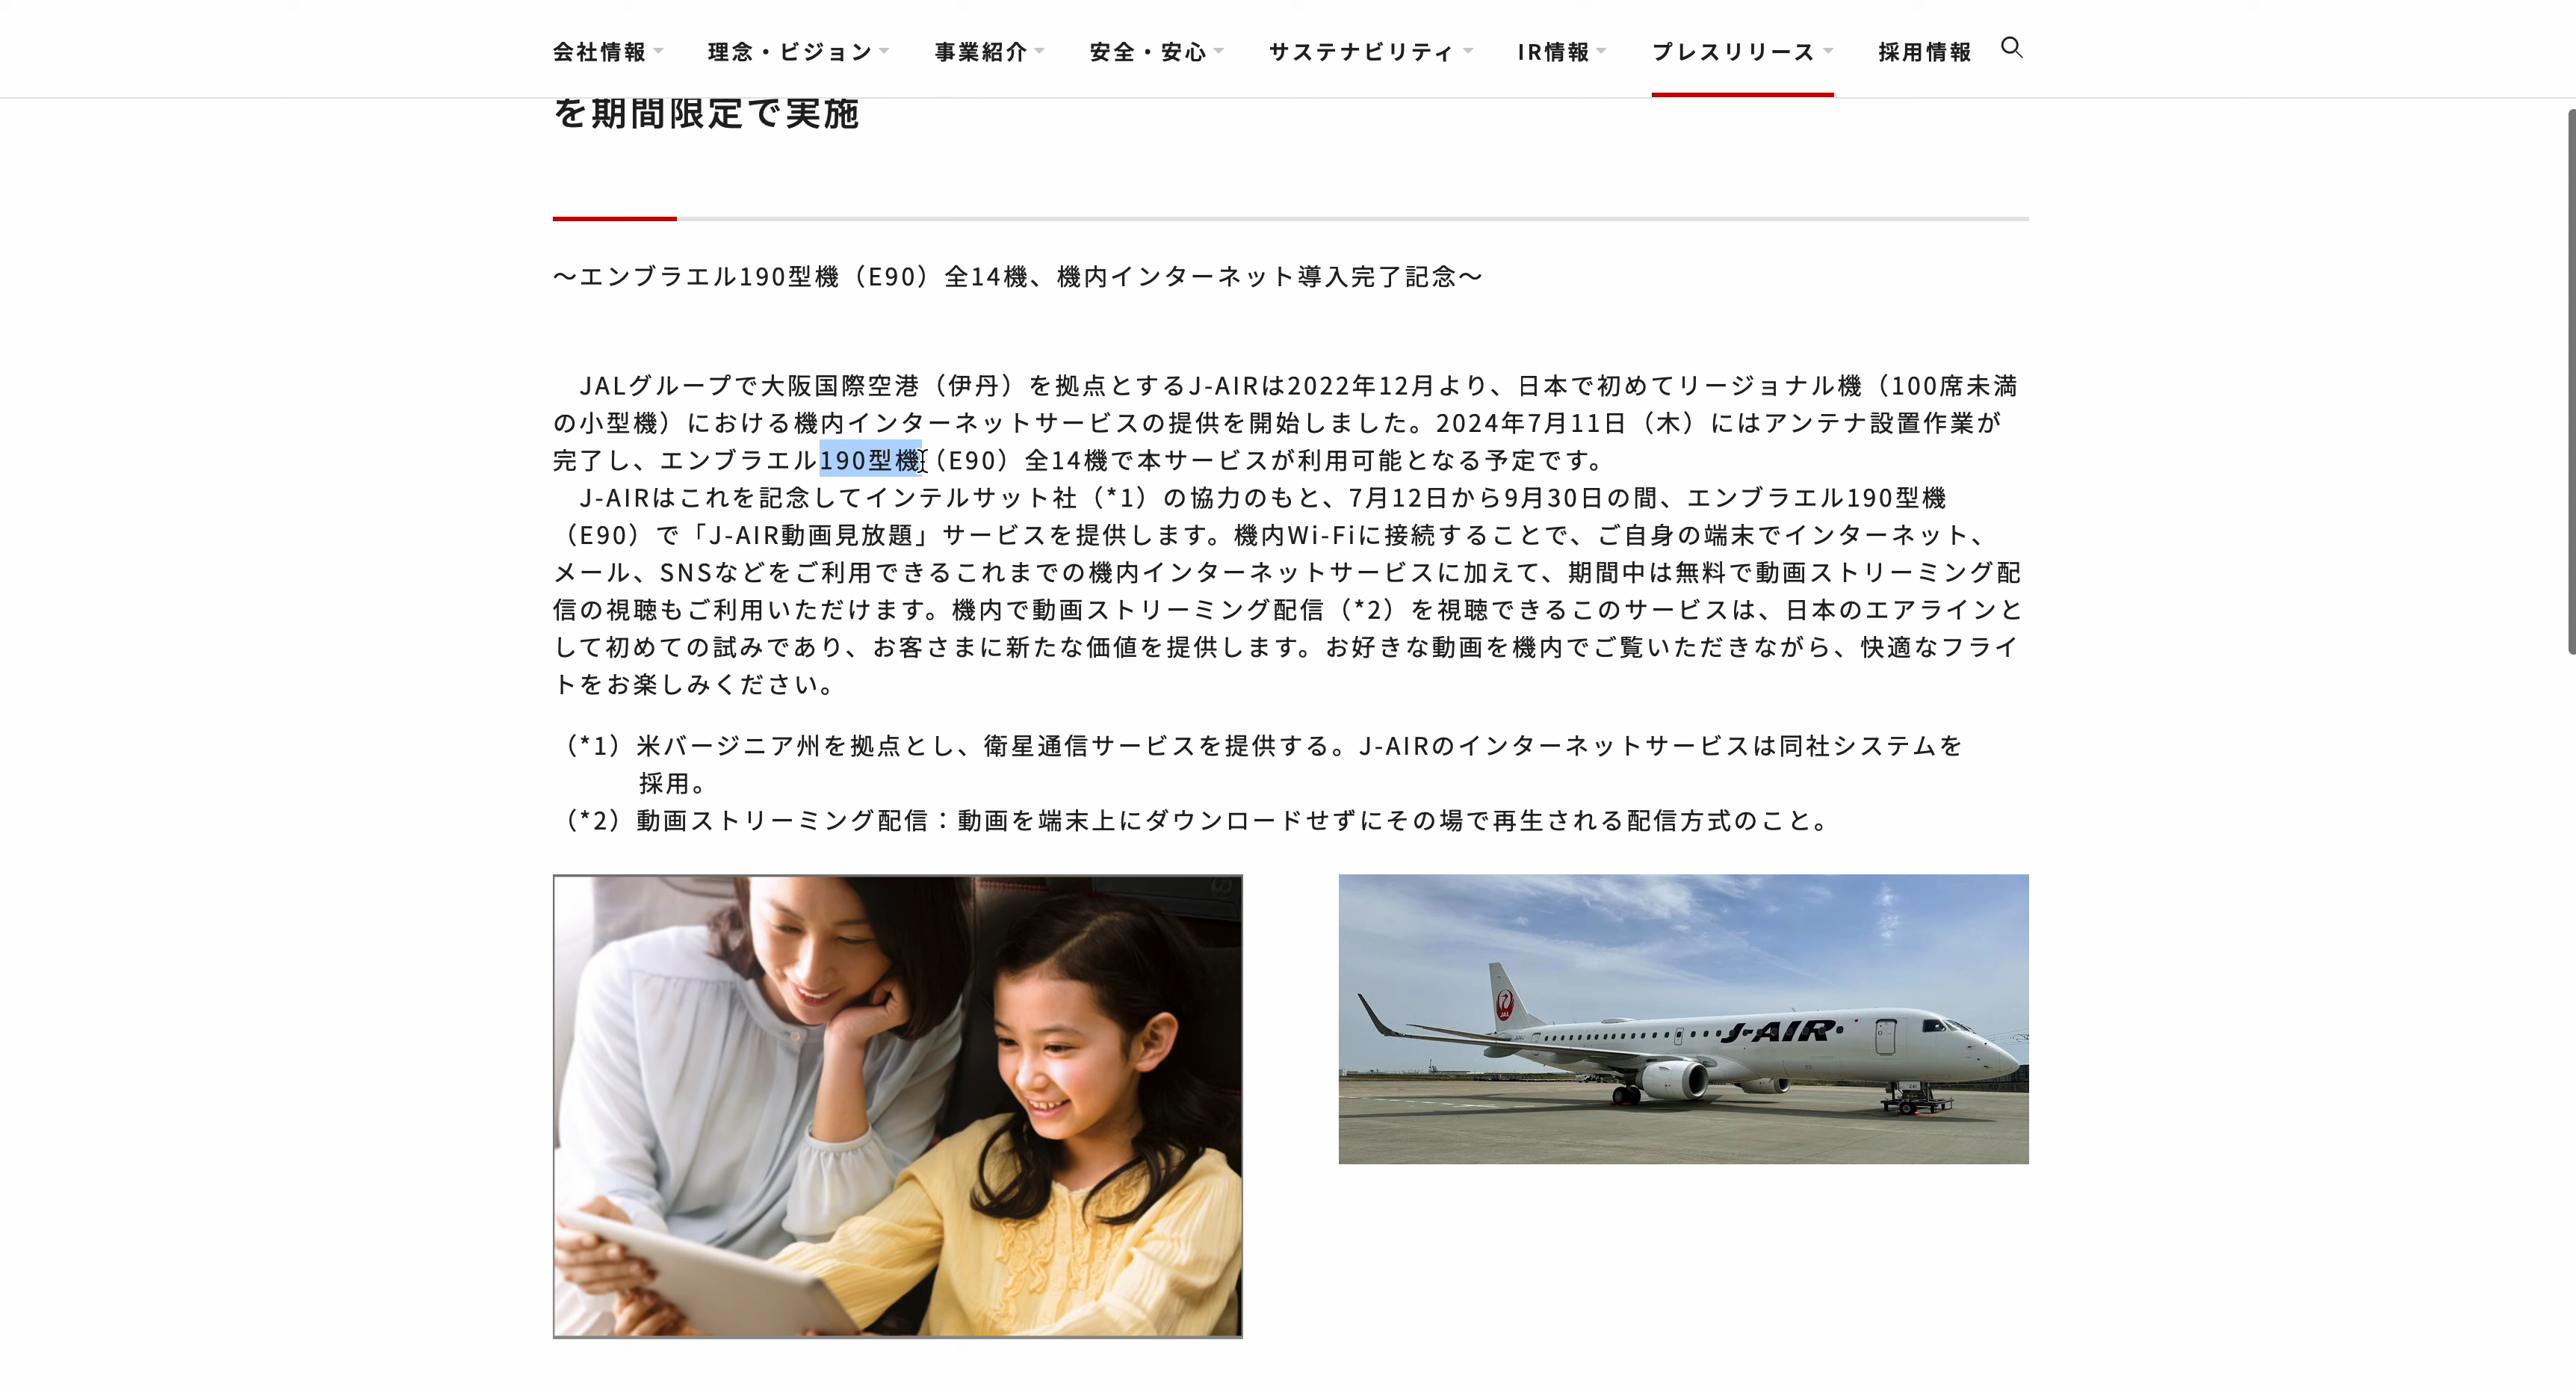 会社情報 理念・ビジョン 事業紹介 安全・安心 サステナビリティ IR情報 プレスリリース 採用情報
を期間限定で実施
～エンブラエル190型機（E90）全14機、機内インターネット導入完了記念～
JALグループで大阪国際空港（伊丹）を拠点とするJ-AIRは2022年12月より、日本で初めてリージョナル機（100席未満
の小型機）における機内インターネットサービスの提供を開始しました。2024年7月11日（木）にはアンテナ設置作業が
完了し、エンブラエル190型機（E90）全14機で本サービスが利用可能となる予定です。
J-AIRはこれを記念してインテルサット社（*1）の協力のもと、7月12日から9月30日の間、エンブラエル190型機
（E90）で「J-AIR動画見放題」サービスを提供します。機内Wi-Fiに接続することで、ご自身の端末でインターネット、
メール、SNSなどをご利用できるこれまでの機内インターネットサービスに加えて、期間中は無料で動画ストリーミング配
信の視聴もご利用いただけます。機内で動画ストリーミング配信（*2）を視聴できるこのサービスは、日本のエアラインと
して初めての試みであり、お客さまに新たな価値を提供します。お好きな動画を機内でご覧いただきながら、快適なフライ
トをお楽しみください。
（*1）米バージニア州を拠点とし、衛星通信サービスを提供する。J-AIRのインターネットサービスは同社システムを
採用。
（*2）動画ストリーミング配信：動画を端末上にダウンロードせずにその場で再生される配信方式のこと。
J-AIR
JAL